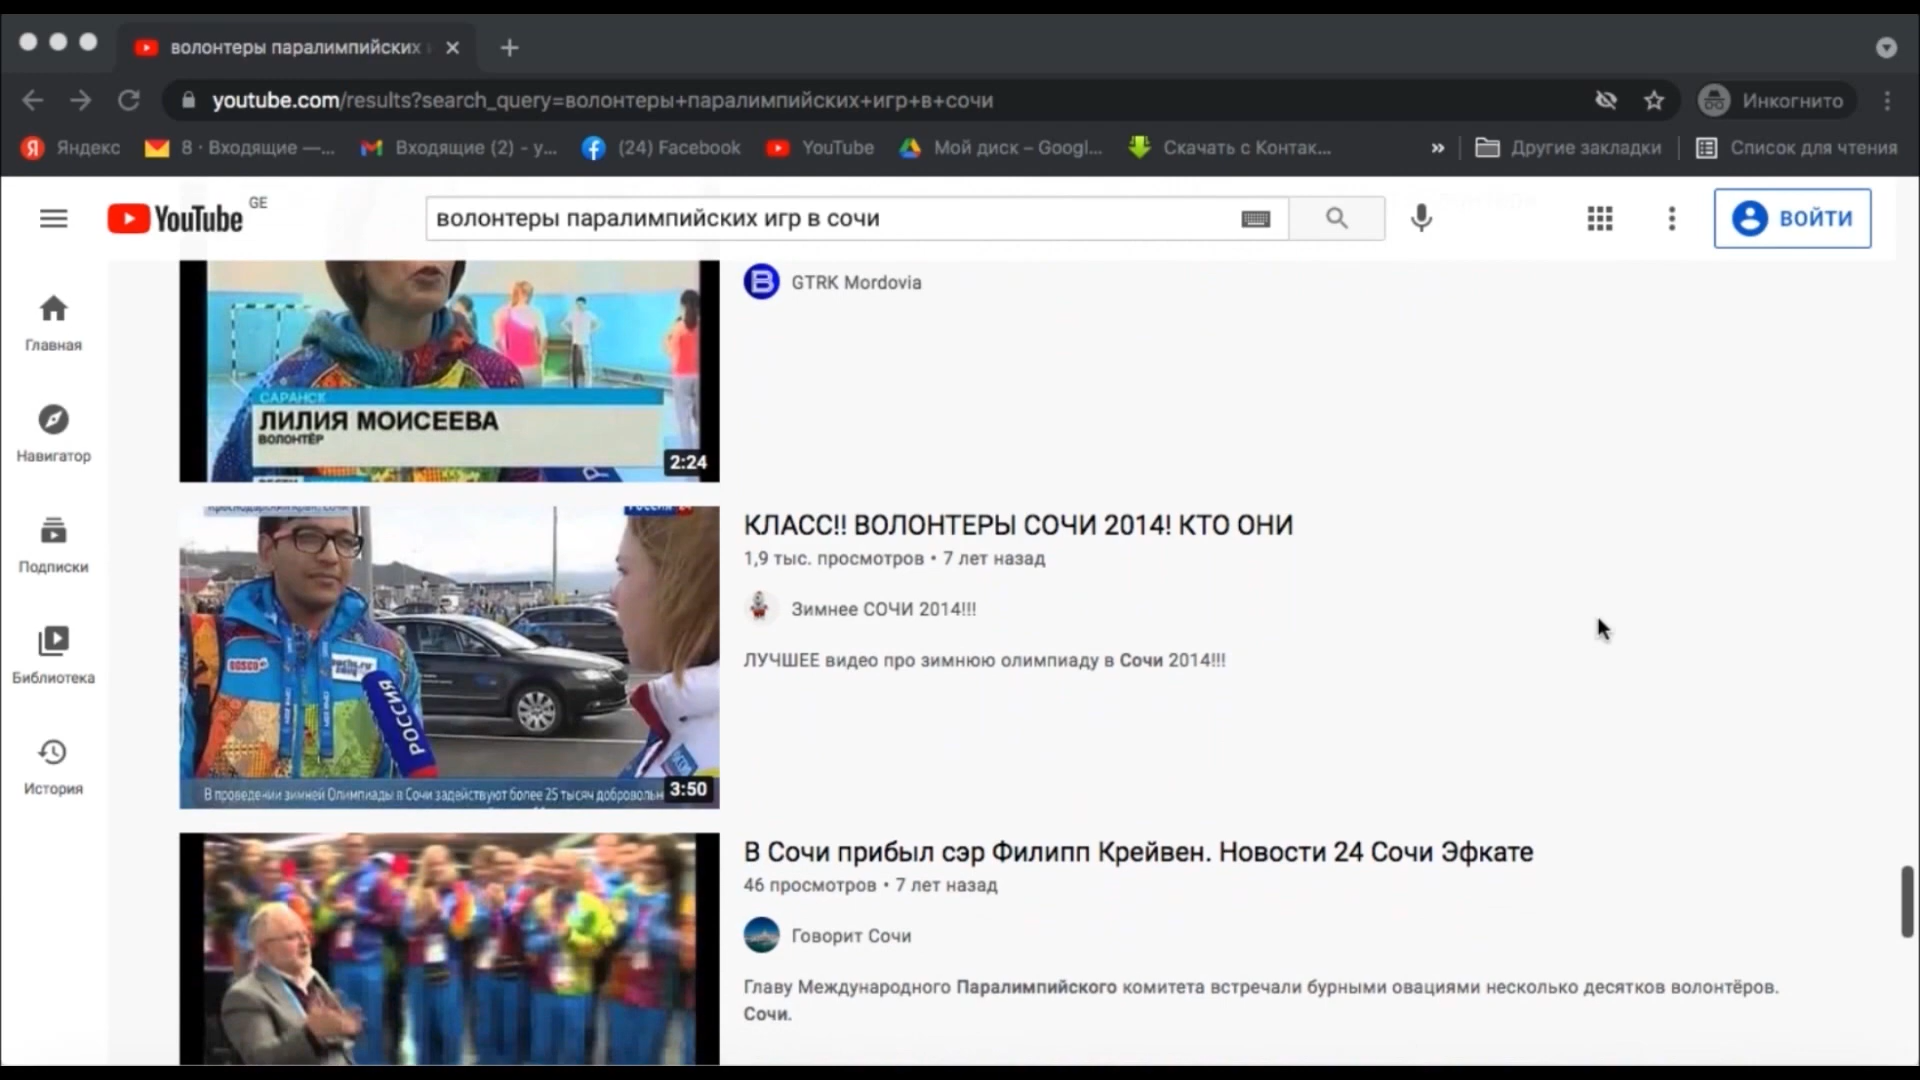 волонтеры паралимпийских
youtube.com/results?search_query=волонтеры+паралимпийских+игр+в+сочи
Инкогнито
Яндекс
8 · Входящие —...
Входящие (2) - y...
(24) Facebook
YouTube
Мой диск – Googl...
Скачать с Контак...
»
Другие закладки
Список для чтения
YouTube GE
волонтеры паралимпийских игр в сочи
ВОЙТИ
Главная
Навигатор
Подписки
Библиотека
История
САРАНСК
ЛИЛИЯ МОИСЕЕВА
ВОЛОНТЁР
2:24
GTRK Mordovia
РОССИЯ 24
BOSCO
РОССИЯ
В проведении зимней Олимпиады в Сочи задействуют более 25 тысяч добровольн
3:50
КЛАСС!! ВОЛОНТЕРЫ СОЧИ 2014! КТО ОНИ
1,9 тыс. просмотров • 7 лет назад
Зимнее СОЧИ 2014!!!
ЛУЧШЕЕ видео про зимнюю олимпиаду в Сочи 2014!!!
В Сочи прибыл сэр Филипп Крейвен. Новости 24 Сочи Эфкате
46 просмотров • 7 лет назад
Говорит Сочи
Главу Международного Паралимпийского комитета встречали бурными овациями несколько десятков волонтёров.
Сочи.